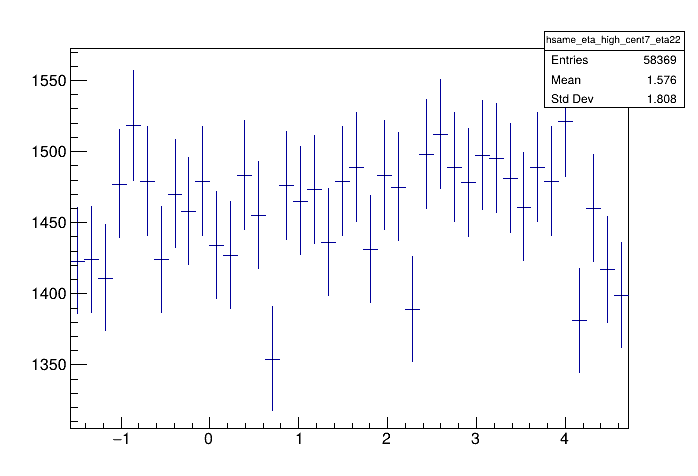 hsame_eta_high_cent7_eta22
Entries 58369
Mean 1.576
Std Dev 1.808
1550
1500
1450
1400
1350
−1 0 1 2 3 4